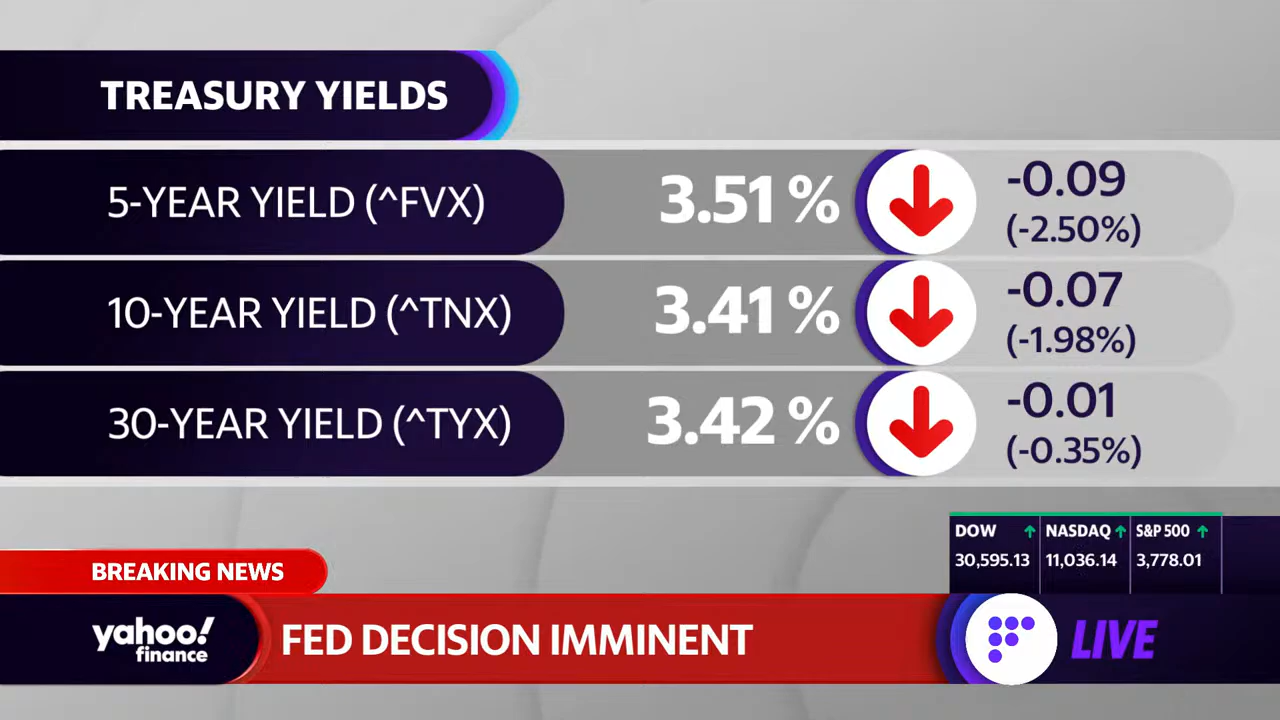 TREASURY YIELDS
5-YEAR YIELD (^FVX) 3.51 % -0.09
(-2.50%)
10-YEAR YIELD (^TNX) 3.41 % -0.07
(-1.98%)
30-YEAR YIELD (^TYX) 3.42 % -0.01
(-0.35%)
DOW NASDAQ S&P 500
30,595.13 11,036.14 3,778.01
BREAKING NEWS
yahoo!
finance
FED DECISION IMMINENT
LIVE